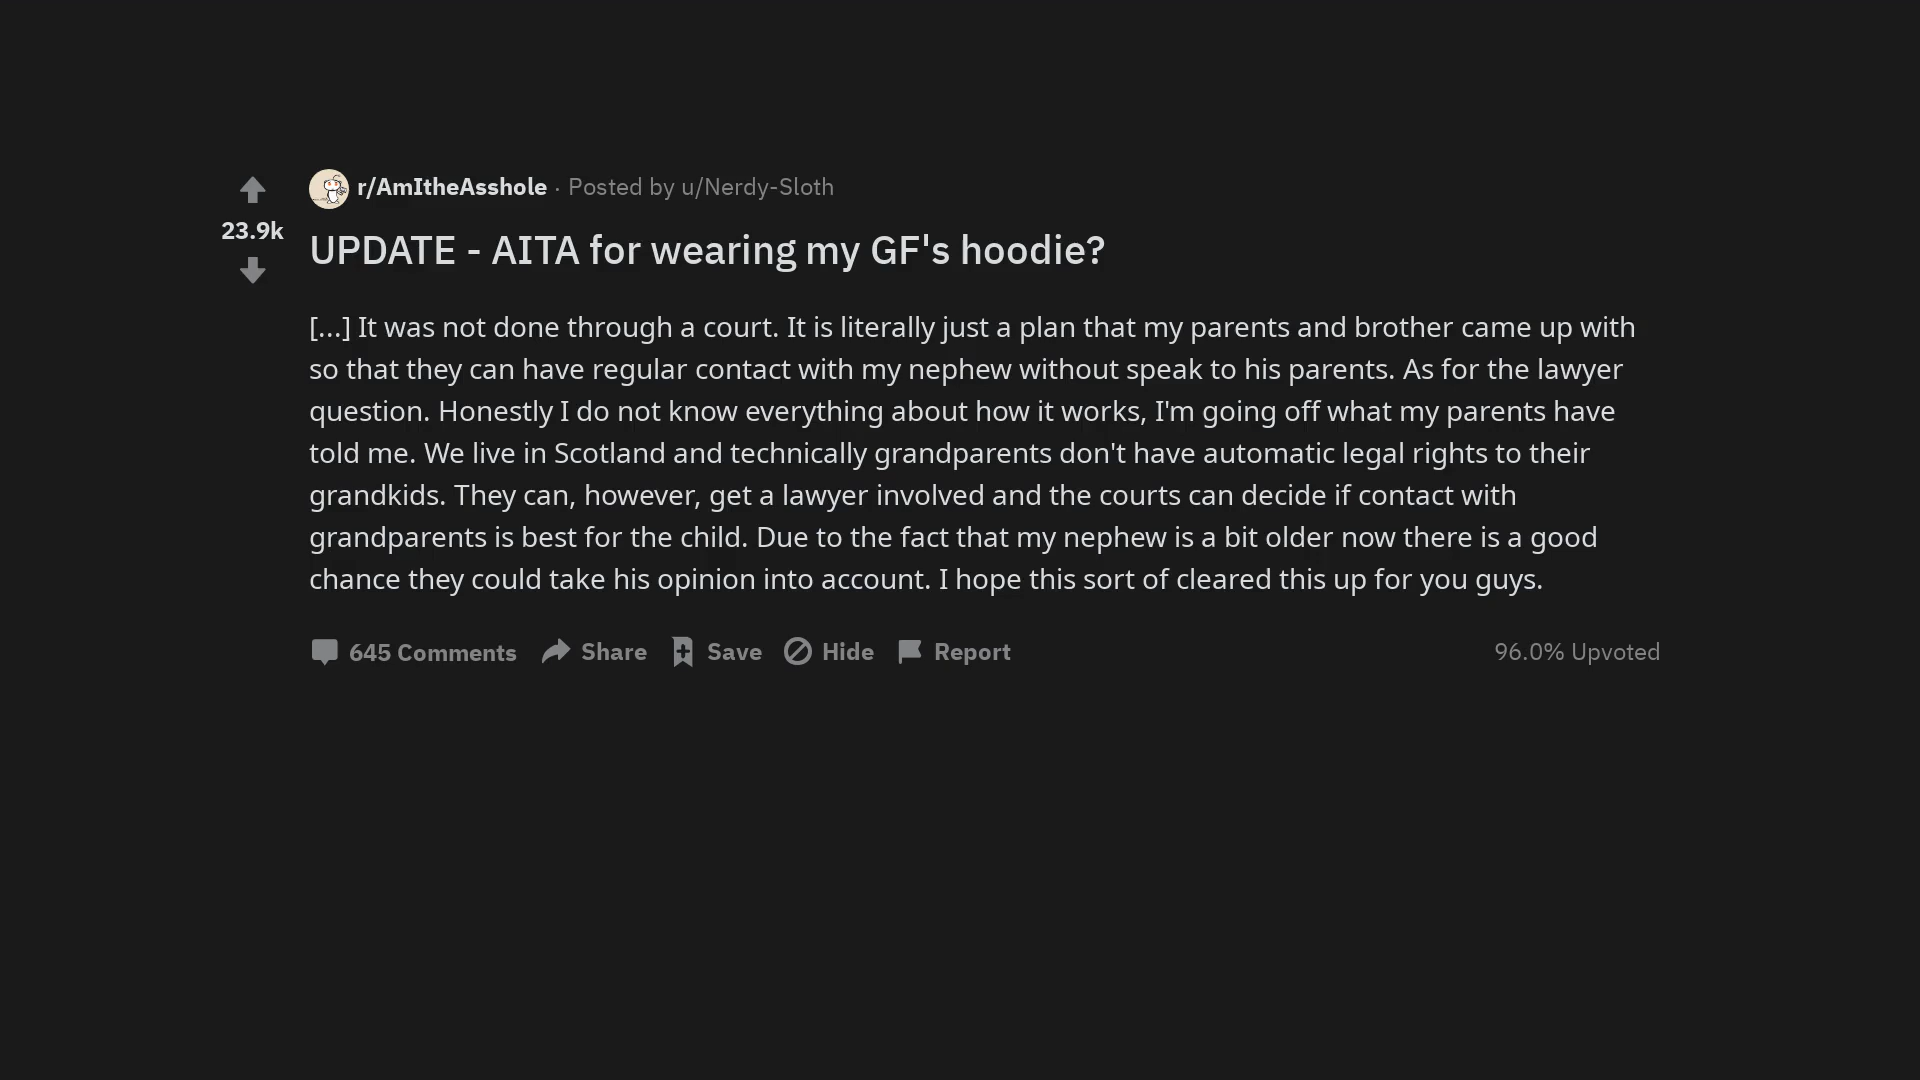 r/AmItheAsshole · Posted by u/Nerdy-Sloth
23.9k
UPDATE - AITA for wearing my GF's hoodie?
[...] It was not done through a court. It is literally just a plan that my parents and brother came up with
so that they can have regular contact with my nephew without speak to his parents. As for the lawyer
question. Honestly I do not know everything about how it works, I'm going off what my parents have
told me. We live in Scotland and technically grandparents don't have automatic legal rights to their
grandkids. They can, however, get a lawyer involved and the courts can decide if contact with
grandparents is best for the child. Due to the fact that my nephew is a bit older now there is a good
chance they could take his opinion into account. I hope this sort of cleared this up for you guys.
645 Comments Share Save Hide Report 96.0% Upvoted